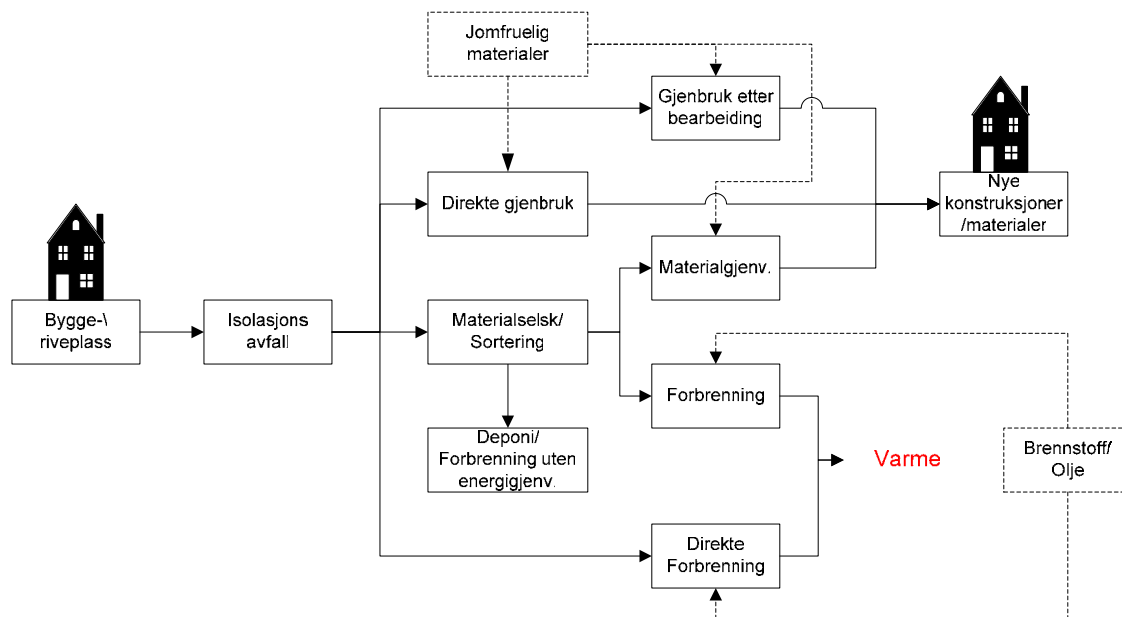 Jomfruelig
materialer
Gjenbruk etter
bearbeiding
Direkte gjenbruk
Nye
konstruksjoner
/materialer
Materialgjenv.
Bygge-\
riveplass
Isolasjons
avfall
Materialselsk/
Sortering
Forbrenning
Deponi/
Forbrenning uten
energigjenv.
Varme
Brennstoff/
Olje
Direkte
Forbrenning